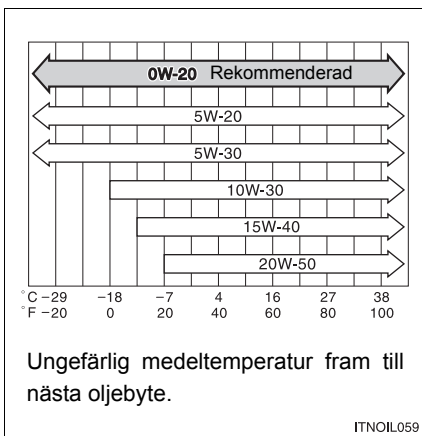 0W-20 Rekommenderad
5W-20
5W-30
10W-30
15W-40
20W-50
°C −29 −18 −7 4 16 27 38
°F −20 0 20 40 60 80 100
Ungefärlig medeltemperatur fram till
nästa oljebyte.
ITNOIL059